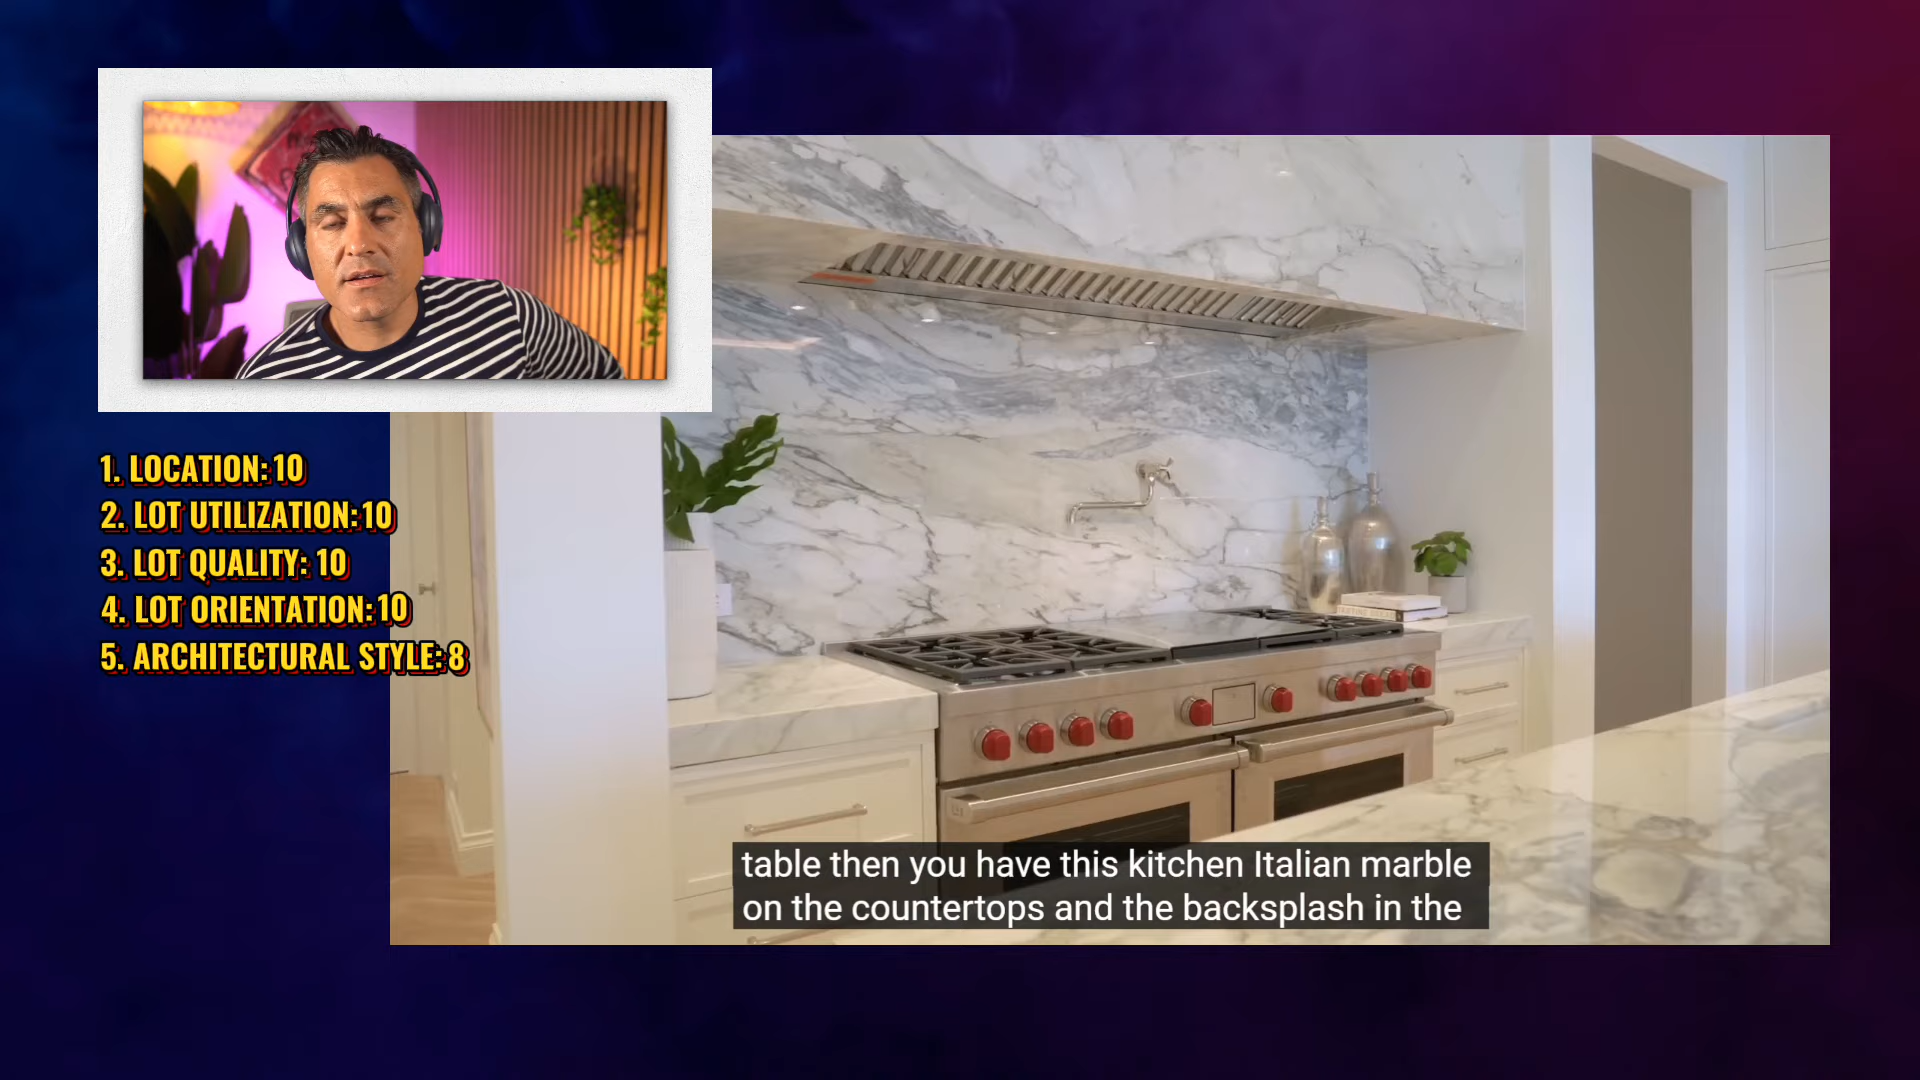 1. LOCATION: 10
2. LOT UTILIZATION: 10
3. LOT QUALITY: 10
4. LOT ORIENTATION: 10
5. ARCHITECTURAL STYLE: 8
table then you have this kitchen Italian marble
on the countertops and the backsplash in the